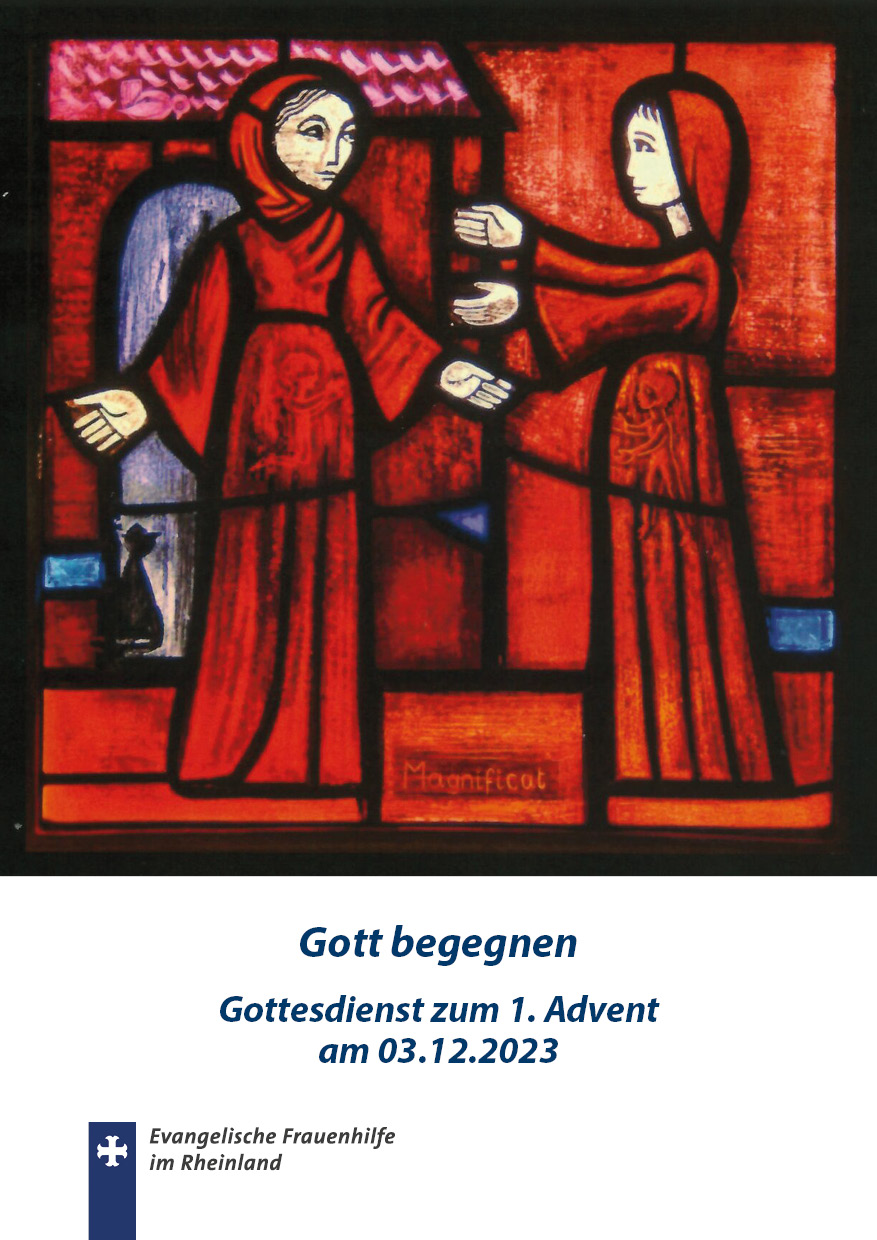 Magnificat
Gott begegnen
Gottesdienst zum 1. Advent
am 03.12.2023
Evangelische Frauenhilfe
im Rheinland